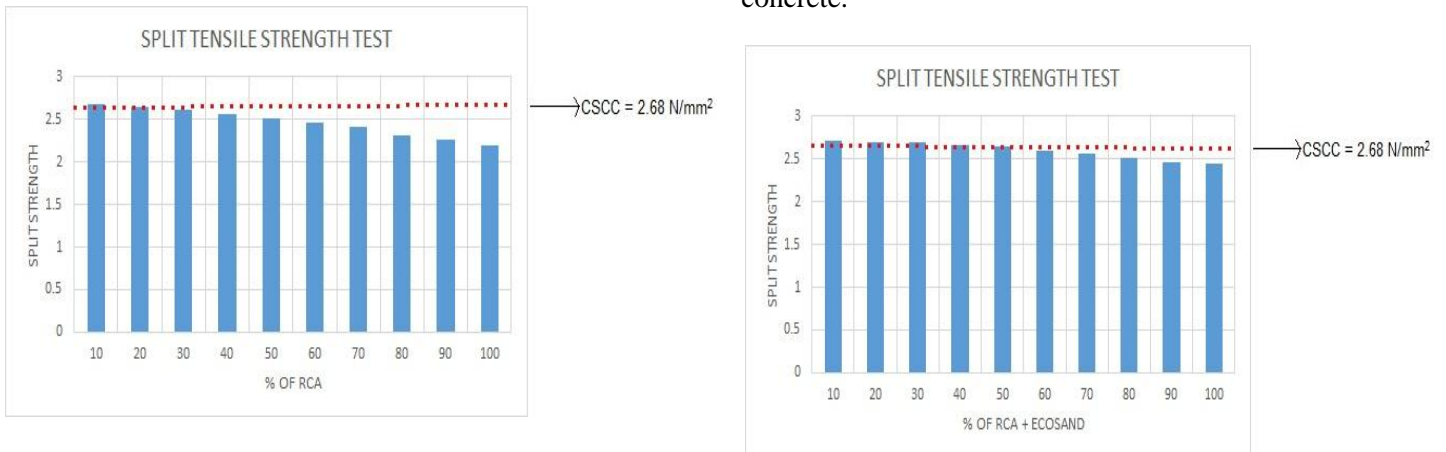 concrete.
SPLIT TENSILE STRENGTH TEST
3
2.5
2
1.5
1
0.5
0
SPLIT STRENGTH
10 20 30 40 50 60 70 80 90 100
% OF RCA
CSCC = 2.68 N/mm²
SPLIT TENSILE STRENGTH TEST
3
2.5
2
1.5
1
0.5
0
SPLIT STRENGTH
10 20 30 40 50 60 70 80 90 100
% OF RCA + ECOSAND
CSCC = 2.68 N/mm²